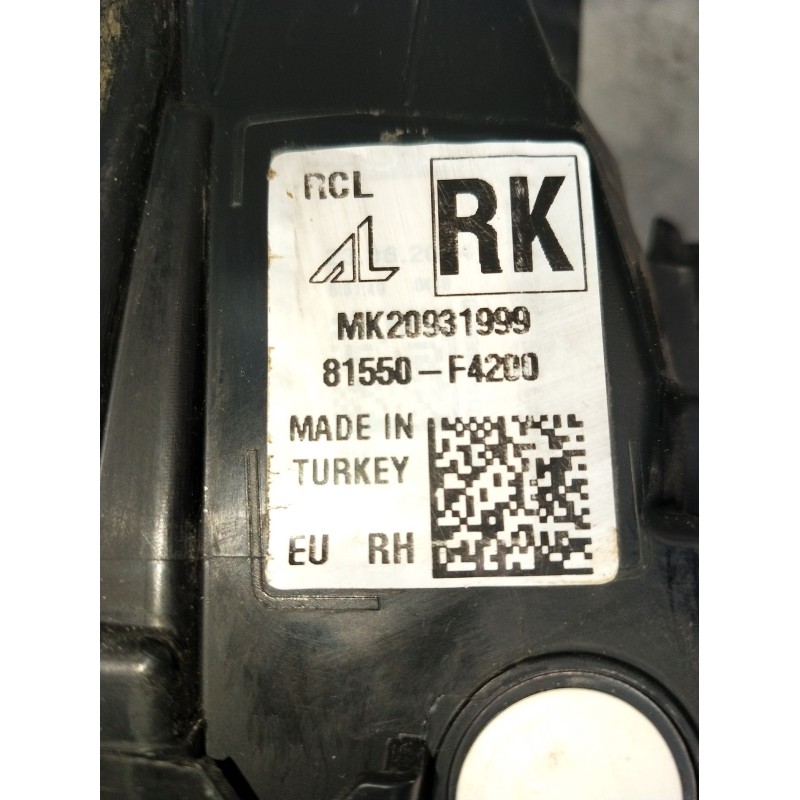 RCL
RK
AL
MK20931999
81550-F4200
MADE IN
TURKEY
EU RH